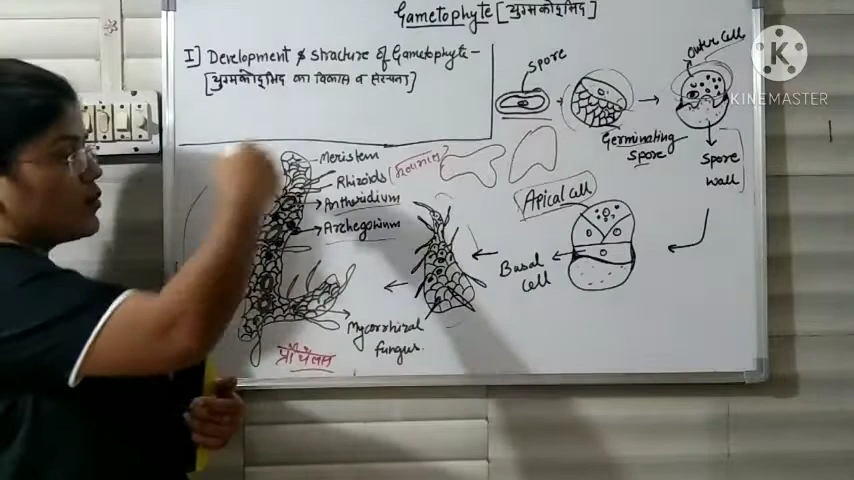 Gametophyte [युग्मकोद्भिद]
I] Development & structure of Gametophyte -
[युग्मकोद्भिद का विकास व संरचना]
spore
outer cell
K
KINEMASTER
Germinating
spore
spore
wall
Meristem
Rhizoids
Antheridium
Archegonium
Apical cell
Basal
cell
Mycorrhizal
fungus.
प्रोथैलस